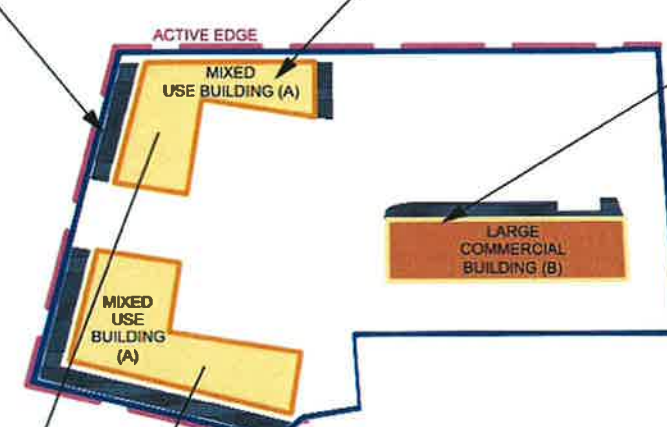 ACTIVE EDGE
MIXED
USE BUILDING (A)
LARGE
COMMERCIAL
BUILDING (B)
MIXED
USE
BUILDING
(A)